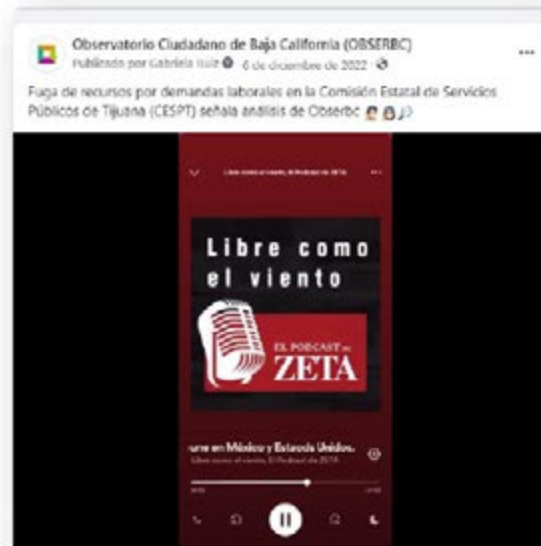 Observatorio Ciudadano de Baja California (OBSERBC)
Publicado por Gabriela Ruiz 6 de diciembre de 2022
Fuga de recursos por demandas laborales en la Comisión Estatal de Servicios
Públicos de Tijuana (CESPT) señala análisis de Obserbc
Libre como el viento, El Podcast de ZETA
Libre como
el viento
EL PODCAST DE
ZETA
en México y Estados Unidos.
Libre como el viento, El Podcast de ZETA